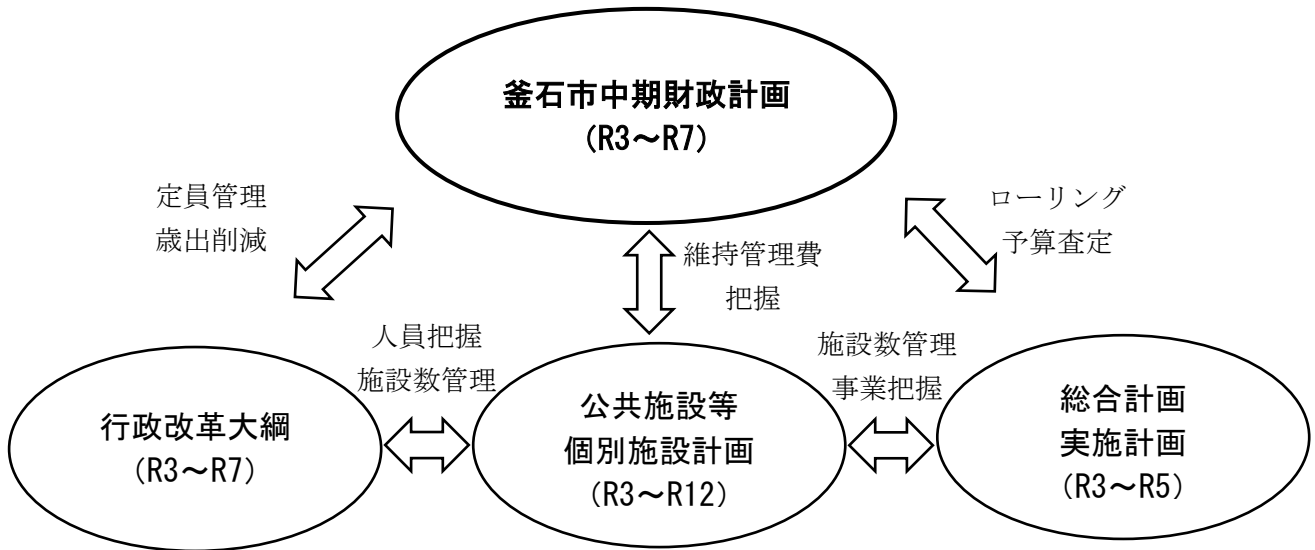 釜石市中期財政計画
(R3~R7)
定員管理
歳出削減
ローリング
予算査定
維持管理費
把握
人員把握
施設数管理
施設数管理
事業把握
行政改革大綱
(R3~R7)
公共施設等
個別施設計画
(R3~R12)
総合計画
実施計画
(R3~R5)